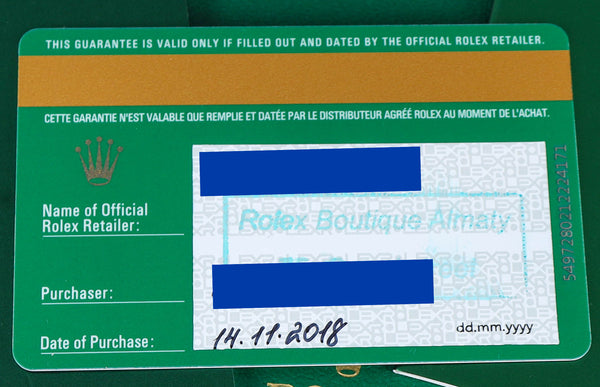 THIS GUARANTEE IS VALID ONLY IF FILLED OUT AND DATED BY THE OFFICIAL ROLEX RETAILER.
CETTE GARANTIE N'EST VALABLE QUE REMPLIE ET DATÉE PAR LE DISTRIBUTEUR AGRÉÉ ROLEX AU MOMENT DE L'ACHAT.
Name of Official
Rolex Retailer:
Rolex Boutique Almaty
Purchaser:
Date of Purchase:
14.11.2018
dd.mm.yyyy
5497280212224171